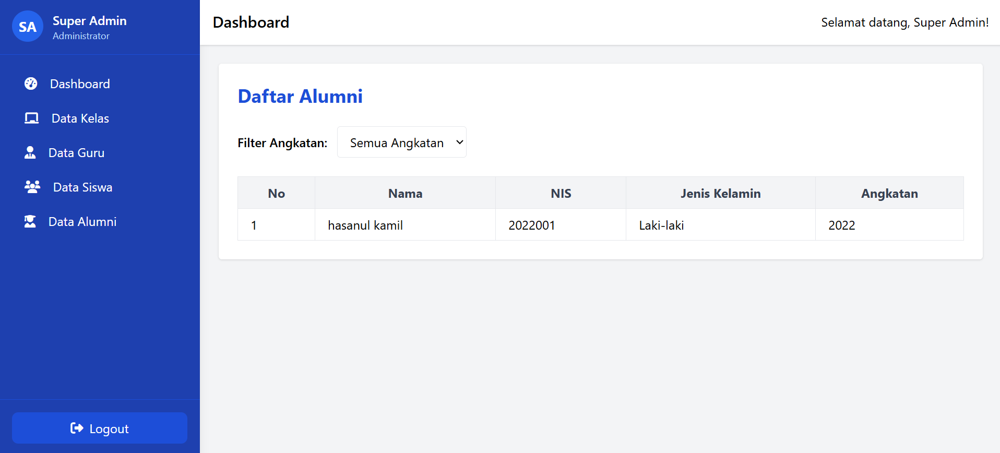 SA
Super Admin
Administrator
Dashboard
Data Kelas
Data Guru
Data Siswa
Data Alumni
Logout
Dashboard
Selamat datang, Super Admin!
Daftar Alumni
Filter Angkatan: Semua Angkatan
No Nama NIS Jenis Kelamin Angkatan
1 hasanul kamil 2022001 Laki-laki 2022